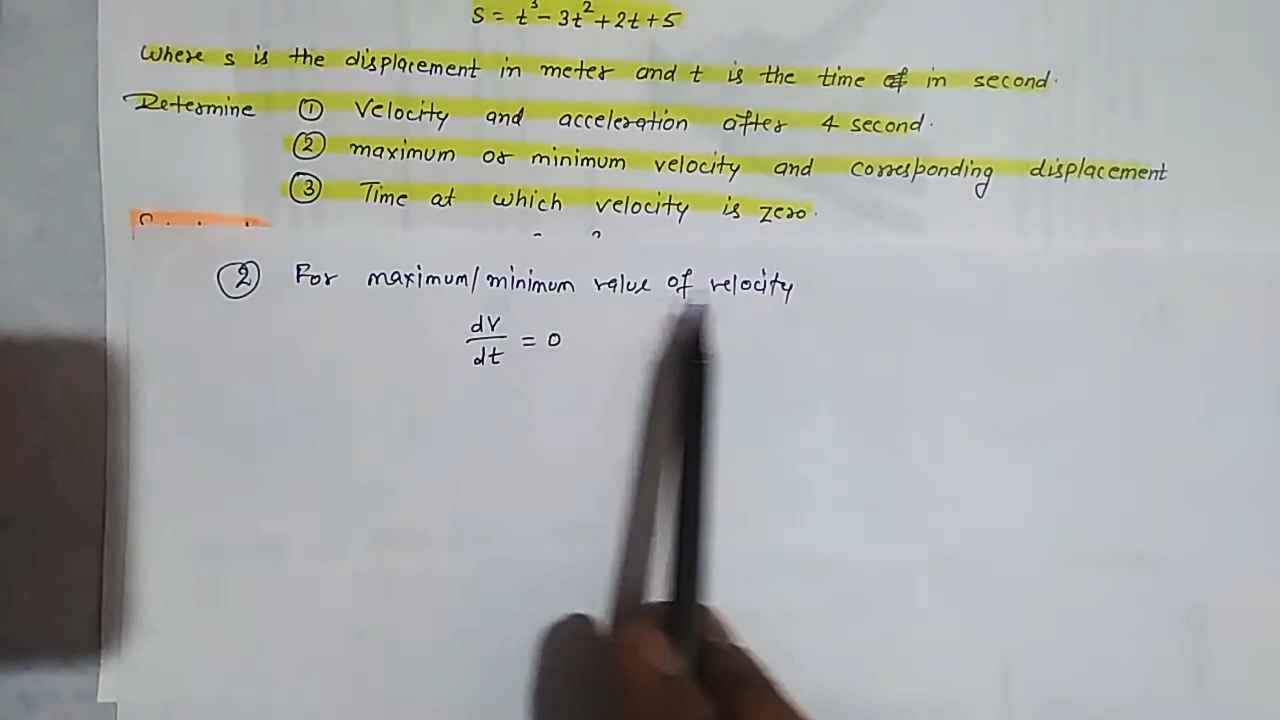 S = t³ - 3t² + 2t + 5
Where s is the displacement in meter and t is the time of in second.
Determine ① Velocity and acceleration after 4 second.
② maximum or minimum velocity and corresponding displacement
③ Time at which velocity is zero.
② For maximum/minimum value of velocity
dv/dt = 0